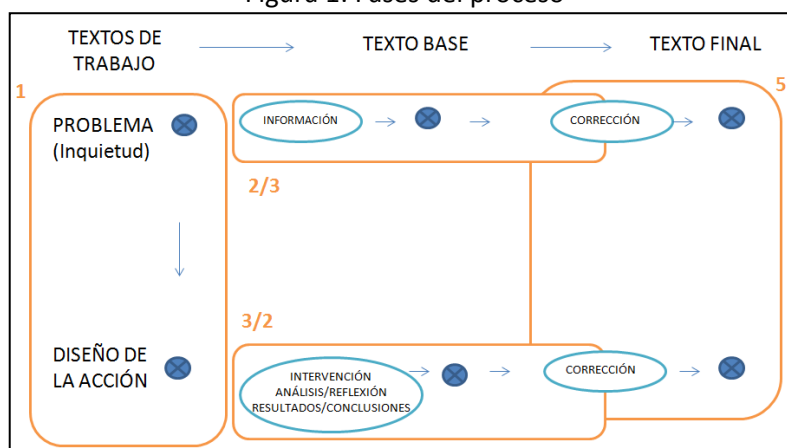 Figura 1. Fases del proceso
TEXTOS DE
TRABAJO
TEXTO BASE
TEXTO FINAL
1
5
PROBLEMA
(Inquietud)
INFORMACIÓN
CORRECCIÓN
2/3
3/2
DISEÑO DE
LA ACCIÓN
INTERVENCIÓN
ANÁLISIS/REFLEXIÓN
RESULTADOS/CONCLUSIONES
CORRECCIÓN